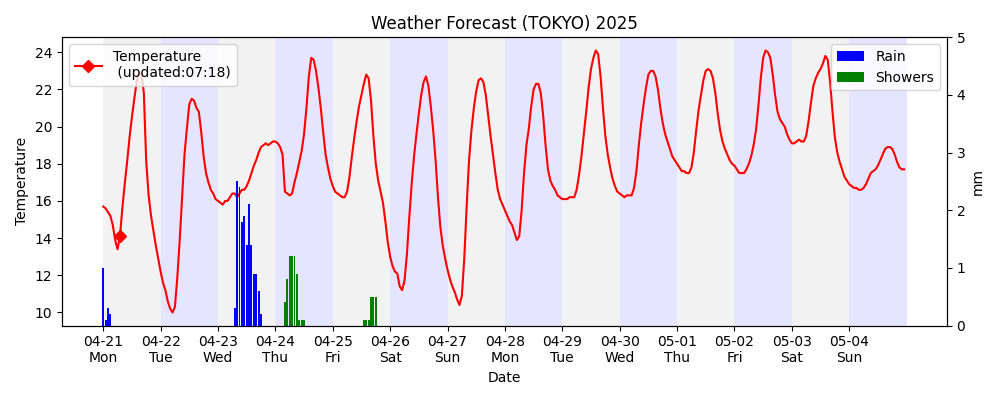 Weather Forecast (TOKYO) 2025
Temperature
(updated:07:18)
Rain
Showers
Temperature
24
22
20
18
16
14
12
10
5
4
3
2
1
0
mm
04-21 04-22 04-23 04-24 04-25 04-26 04-27 04-28 04-29 04-30 05-01 05-02 05-03 05-04
Mon Tue Wed Thu Fri Sat Sun Mon Tue Wed Thu Fri Sat Sun
Date